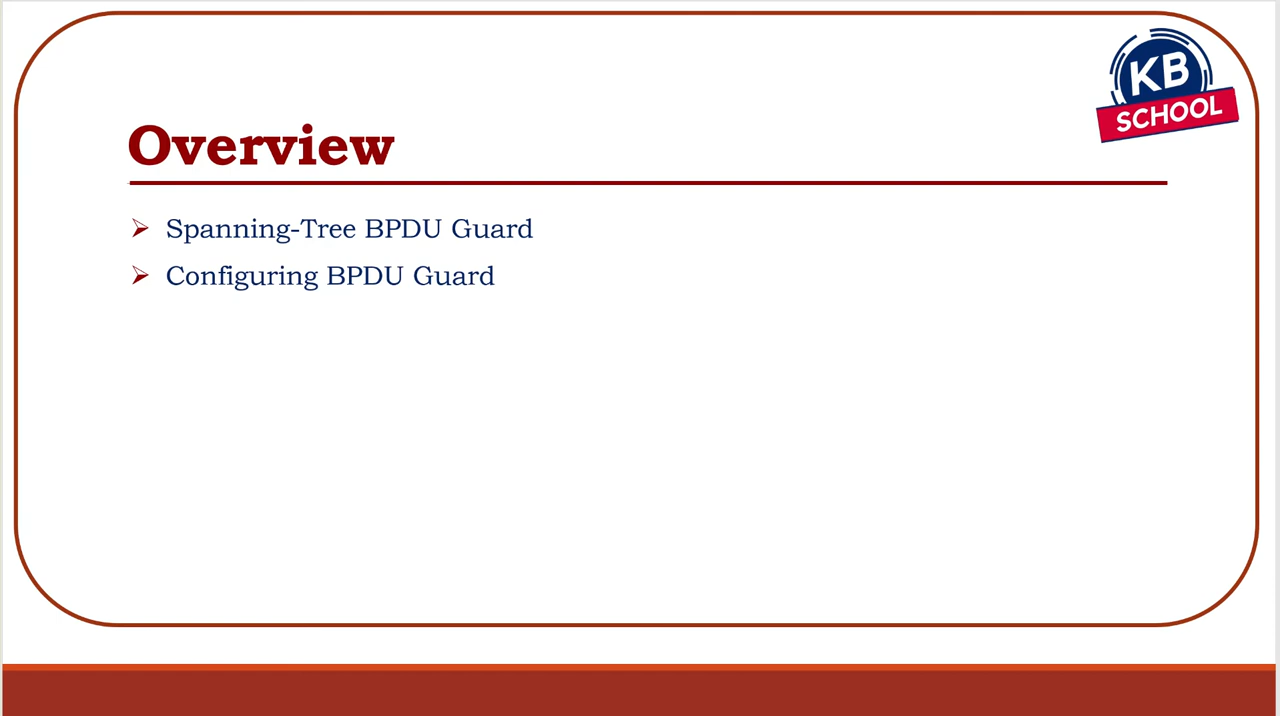 KB
SCHOOL
Overview
Spanning-Tree BPDU Guard
Configuring BPDU Guard